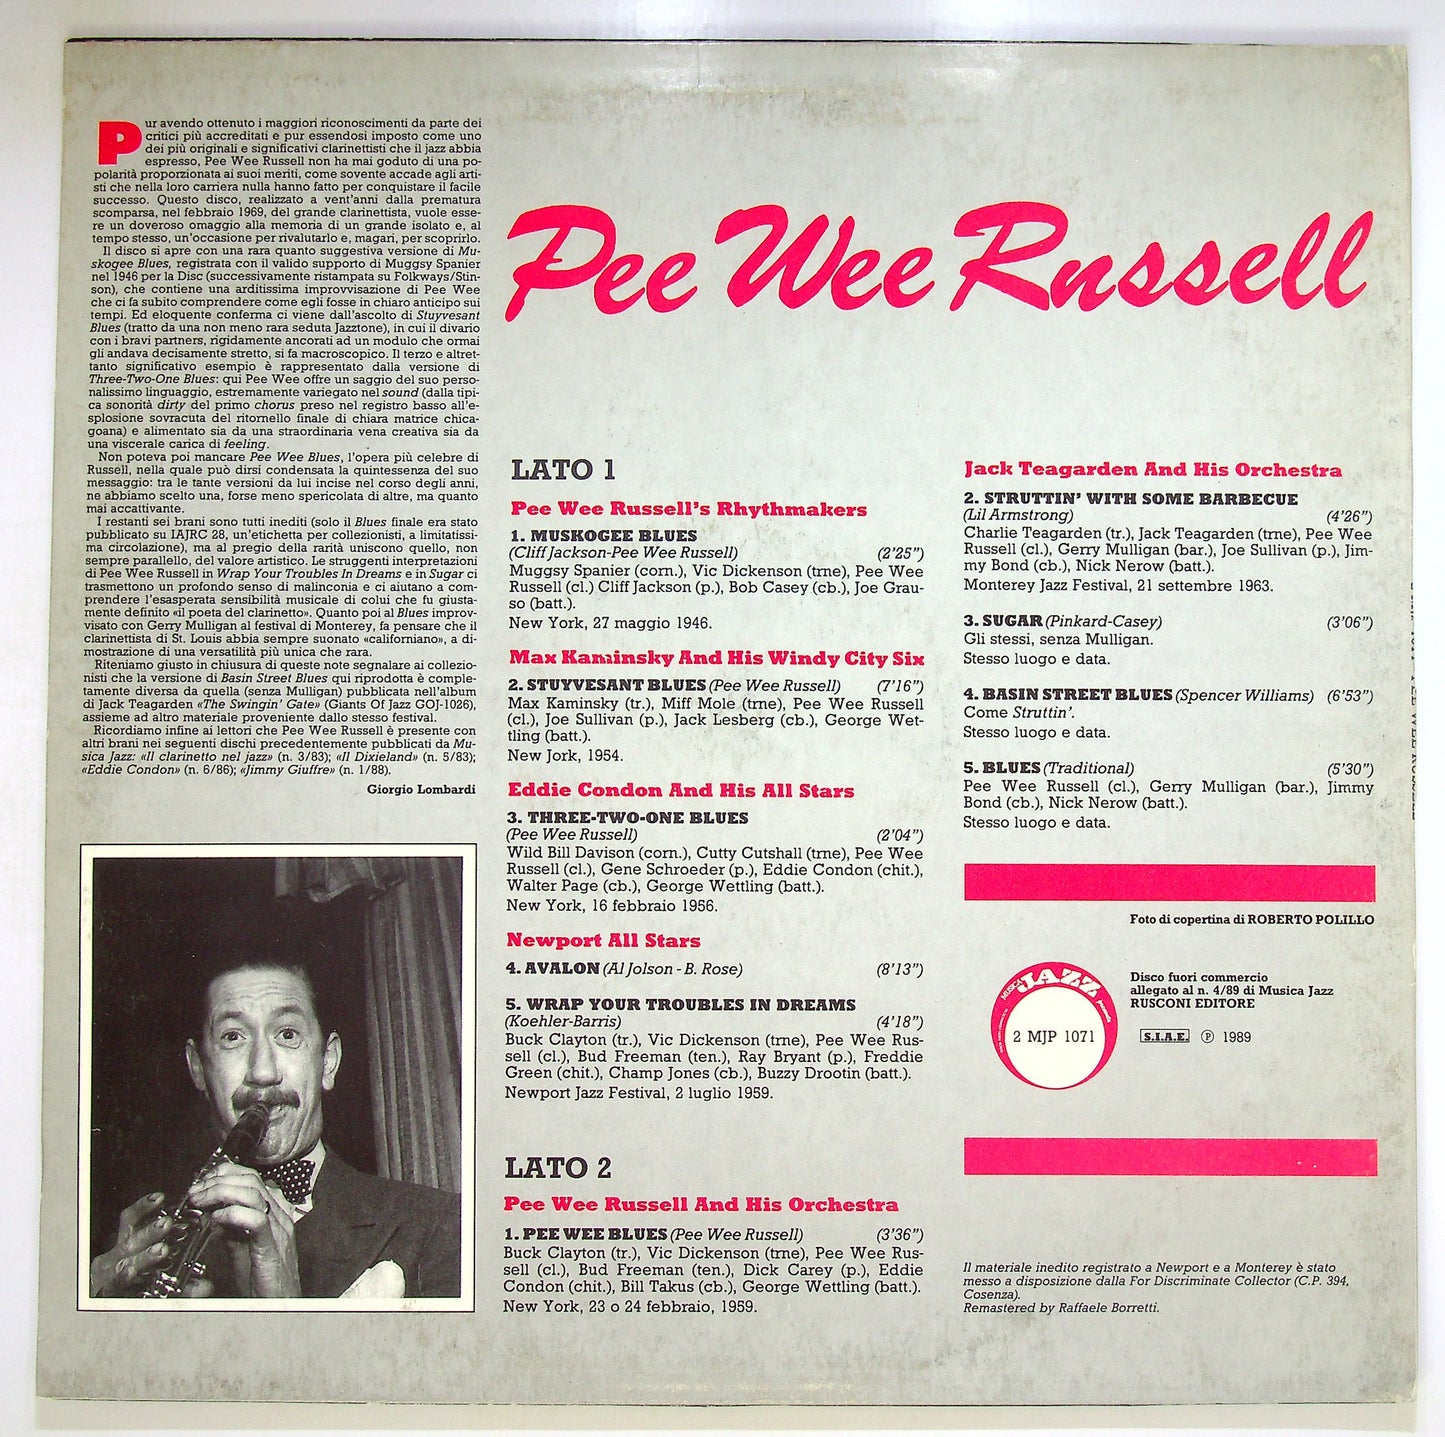 Pur avendo ottenuto i maggiori riconoscimenti da parte dei
critici più accreditati e pur essendosi imposto come uno
dei più originali e significativi clarinettisti che il jazz abbia
espresso, Pee Wee Russell non ha mai goduto di una po-
polarità proporzionata ai suoi meriti, come sovente accade agli arti-
sti che nella loro carriera nulla hanno fatto per conquistare il facile
successo. Questo disco, realizzato a vent'anni dalla prematura
scomparsa, nel febbraio 1969, del grande clarinettista, vuole esse-
re un doveroso omaggio alla memoria di un grande isolato e, al
tempo stesso, un'occasione per rivalutarlo e, magari, per scoprirlo.
Il disco si apre con una rara quanto suggestiva versione di Mu-
skogee Blues, registrata con il valido supporto di Muggsy Spanier
nel 1946 per la Disc (successivamente ristampata su Folkways/Stin-
son), che contiene una arditissima improvvisazione di Pee Wee
che ci fa subito comprendere come egli fosse in chiaro anticipo sui
tempi. Ed eloquente conferma ci viene dall'ascolto di Stuyvesant
Blues (tratto da una non meno rara seduta Jazztone), in cui il divario
con i bravi partners, rigidamente ancorati ad un modulo che ormai
gli andava decisamente stretto, si fa macroscopico. Il terzo e altret-
tanto significativo esempio è rappresentato dalla versione di
Three-Two-One Blues: qui Pee Wee offre un saggio del suo perso-
nalissimo linguaggio, estremamente variegato nel sound (dalla tipi-
ca sonorità dirty del primo chorus preso nel registro basso all'e-
splosione sovracuta del ritornello finale di chiara matrice chica-
goana) e alimentato sia da una straordinaria vena creativa sia da
una viscerale carica di feeling.
Non poteva poi mancare Pee Wee Blues, l'opera più celebre di
Russell, nella quale può dirsi condensata la quintessenza del suo
messaggio: tra le tante versioni da lui incise nel corso degli anni,
ne abbiamo scelto una, forse meno spericolata di altre, ma quanto
mai accattivante.
I restanti sei brani sono tutti inediti (solo il Blues finale era stato
pubblicato su IAJRC 28, un'etichetta per collezionisti, a limitatissi-
ma circolazione), ma al pregio della rarità uniscono quello, non
sempre parallelo, del valore artistico. Le struggenti interpretazioni
di Pee Wee Russell in Wrap Your Troubles In Dreams e in Sugar ci
trasmettono un profondo senso di malinconia e ci aiutano a com-
prendere l'esasperata sensibilità musicale di colui che fu giusta-
mente definito «il poeta del clarinetto». Quanto poi al Blues improv-
visato con Gerry Mulligan al festival di Monterey, fa pensare che il
clarinettista di St. Louis abbia sempre suonato «californiano», a di-
mostrazione di una versatilità più unica che rara.
Riteniamo giusto in chiusura di queste note segnalare ai collezio-
nisti che la versione di Basin Street Blues qui riprodotta è comple-
tamente diversa da quella (senza Mulligan) pubblicata nell'album
di Jack Teagarden «The Swingin' Gate» (Giants Of Jazz GOJ-1026),
assieme ad altro materiale proveniente dallo stesso festival.
Ricordiamo infine ai lettori che Pee Wee Russell è presente con
altri brani nei seguenti dischi precedentemente pubblicati da Mu-
sica Jazz: «Il clarinetto nel jazz» (n. 3/83); «Il Dixieland» (n. 5/83);
«Eddie Condon» (n. 6/86); «Jimmy Giuffre» (n. 1/88).
Giorgio Lombardi
Pee Wee Russell
LATO 1
Pee Wee Russell's Rhythmakers
1. MUSKOGEE BLUES
(Cliff Jackson-Pee Wee Russell) (2'25")
Muggsy Spanier (corn.), Vic Dickenson (trne), Pee Wee
Russell (cl.) Cliff Jackson (p.), Bob Casey (cb.), Joe Grau-
so (batt.).
New York, 27 maggio 1946.
Max Kaminsky And His Windy City Six
2. STUYVESANT BLUES (Pee Wee Russell) (7'16")
Max Kaminsky (tr.), Miff Mole (trne), Pee Wee Russell
(cl.), Joe Sullivan (p.), Jack Lesberg (cb.), George Wet-
tling (batt.).
New Jork, 1954.
Eddie Condon And His All Stars
3. THREE-TWO-ONE BLUES
(Pee Wee Russell) (2'04")
Wild Bill Davison (corn.), Cutty Cutshall (trne), Pee Wee
Russell (cl.), Gene Schroeder (p.), Eddie Condon (chit.),
Walter Page (cb.), George Wettling (batt.).
New York, 16 febbraio 1956.
Newport All Stars
4. AVALON (Al Jolson - B. Rose) (8'13")
5. WRAP YOUR TROUBLES IN DREAMS
(Koehler-Barris) (4'18")
Buck Clayton (tr.), Vic Dickenson (trne), Pee Wee Rus-
sell (cl.), Bud Freeman (ten.), Ray Bryant (p.), Freddie
Green (chit.), Champ Jones (cb.), Buzzy Drootin (batt.).
Newport Jazz Festival, 2 luglio 1959.
LATO 2
Pee Wee Russell And His Orchestra
1. PEE WEE BLUES (Pee Wee Russell) (3'36")
Buck Clayton (tr.), Vic Dickenson (trne), Pee Wee Rus-
sell (cl.), Bud Freeman (ten.), Dick Carey (p.), Eddie
Condon (chit.), Bill Takus (cb.), George Wettling (batt.).
New York, 23 o 24 febbraio, 1959.
Jack Teagarden And His Orchestra
2. STRUTTIN' WITH SOME BARBECUE
(Lil Armstrong) (4'26")
Charlie Teagarden (tr.), Jack Teagarden (trne), Pee Wee
Russell (cl.), Gerry Mulligan (bar.), Joe Sullivan (p.), Jim-
my Bond (cb.), Nick Nerow (batt.).
Monterey Jazz Festival, 21 settembre 1963.
3. SUGAR (Pinkard-Casey) (3'06")
Gli stessi, senza Mulligan.
Stesso luogo e data.
4. BASIN STREET BLUES (Spencer Williams) (6'53")
Come Struttin'.
Stesso luogo e data.
5. BLUES (Traditional) (5'30")
Pee Wee Russell (cl.), Gerry Mulligan (bar.), Jimmy
Bond (cb.), Nick Nerow (batt.).
Stesso luogo e data.
Foto di copertina di ROBERTO POLILLO
MUSICA JAZZ
2 MJP 1071
Disco fuori commercio
allegato al n. 4/89 di Musica Jazz
RUSCONI EDITORE
S.I.A.E. Ⓟ 1989
Il materiale inedito registrato a Newport e a Monterey è stato
messo a disposizione dalla For Discriminate Collector (C.P. 394,
Cosenza).
Remastered by Raffaele Borretti.